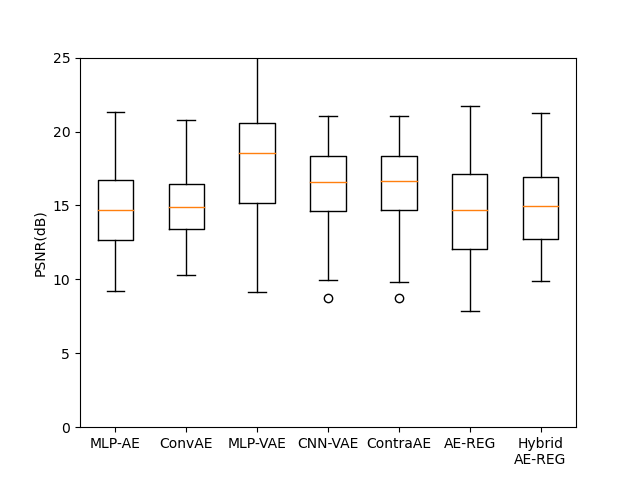 25
20
15
10
5
0
PSNR(dB)
MLP-AE
ConvAE
MLP-VAE
CNN-VAE
ContraAE
AE-REG
Hybrid
AE-REG